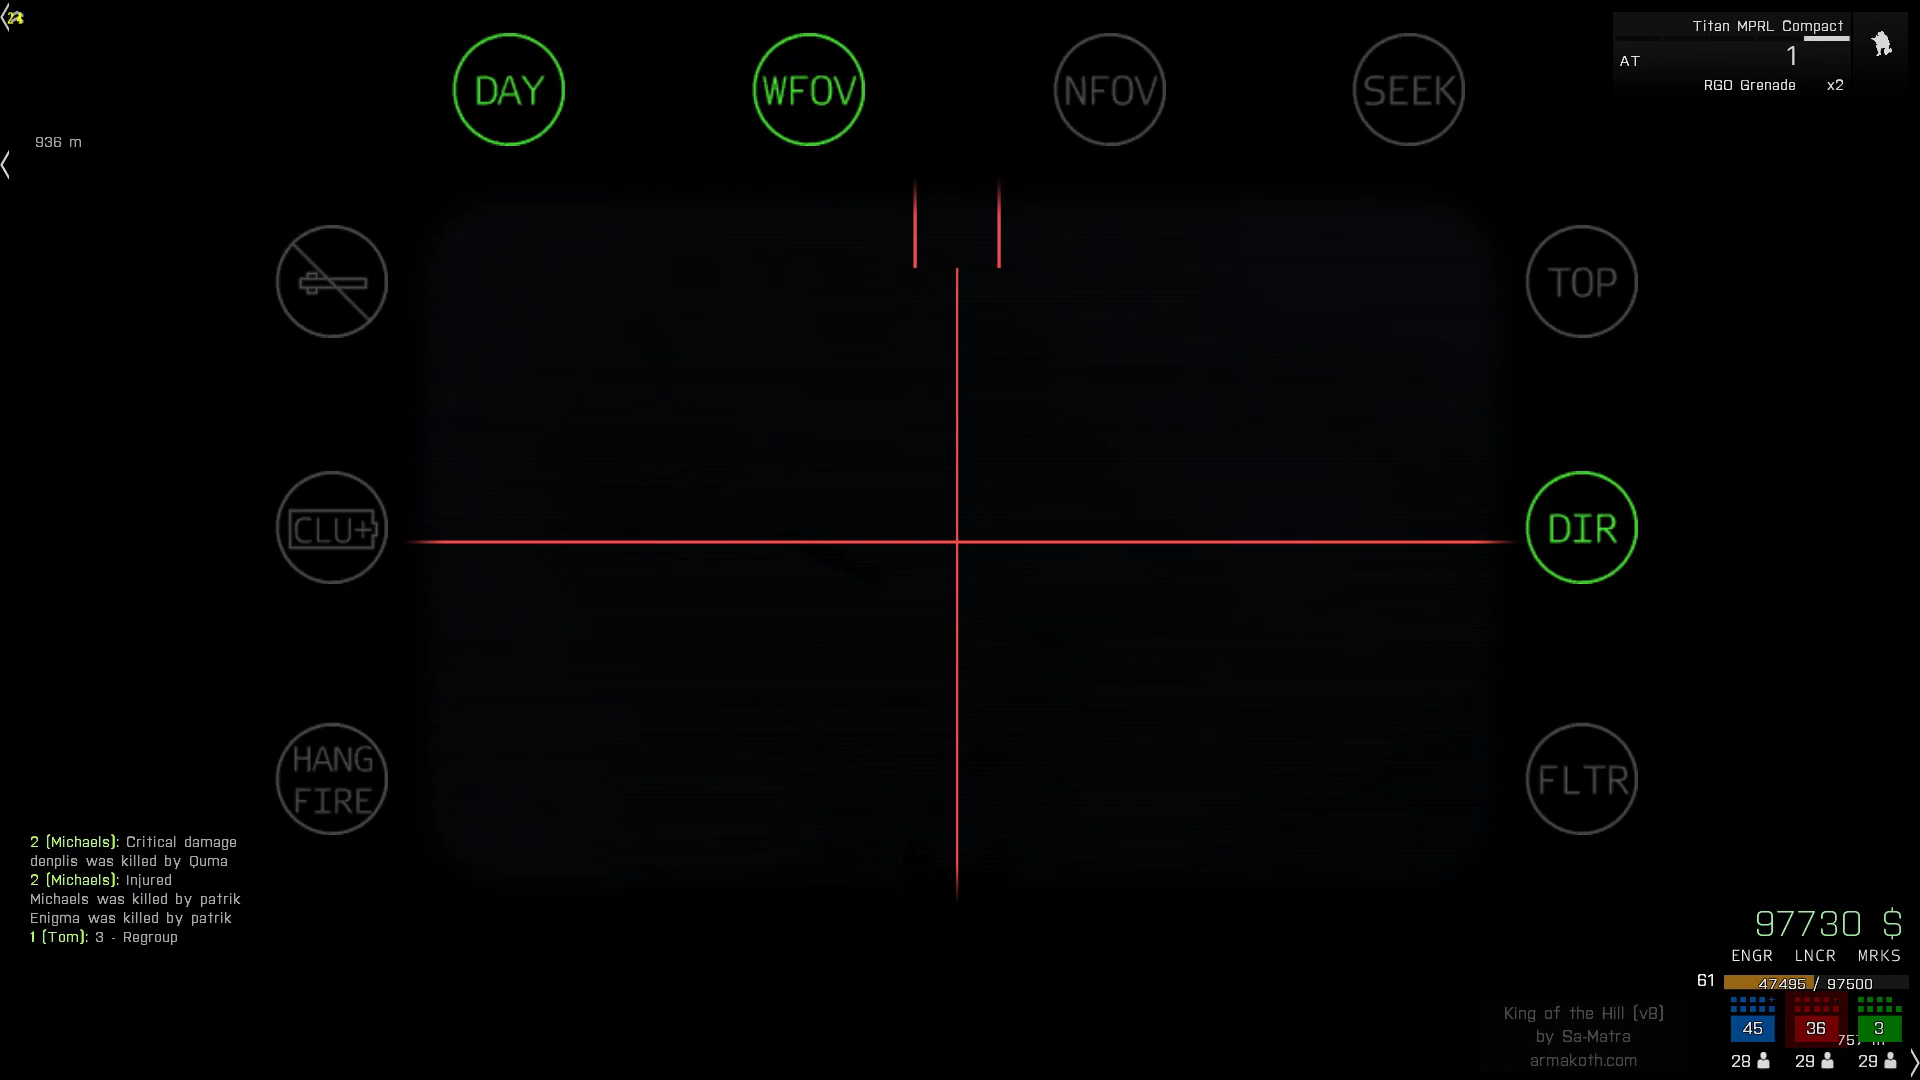 Titan MPRL Compact
AT
1
RGO Grenade x2
DAY
WFOV
NFOV
SEEK
936 m
TOP
CLU+
DIR
HANG
FIRE
FLTR
2 (Michaels): Critical damage
denplis was killed by Quma
2 (Michaels): Injured
Michaels was killed by patrik
Enigma was killed by patrik
1 (Tom): 3 - Regroup
97730 $
ENGR LNCR MRKS
61 47495 / 97500
45 36 3
28 29 29
King of the Hill (v8)
by Sa-Matra
armakoth.com